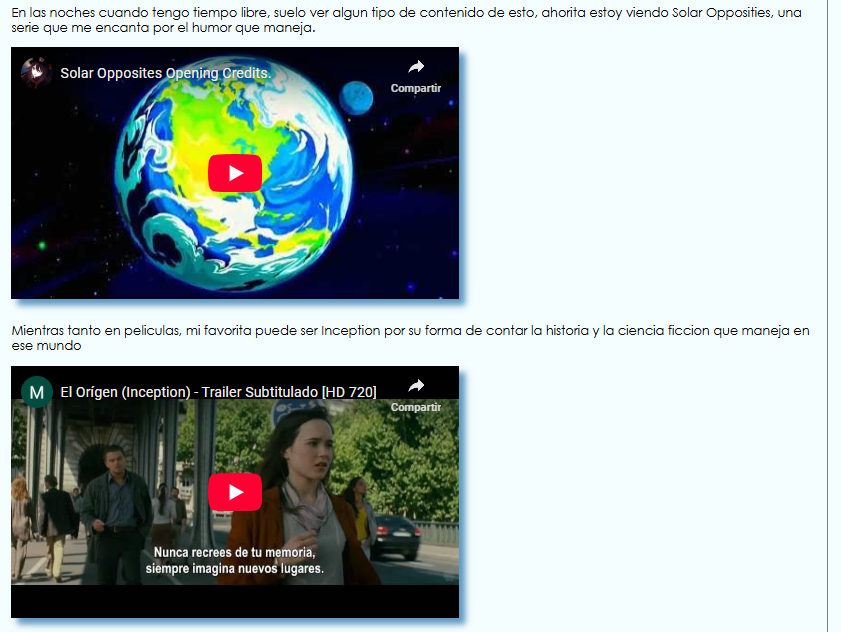 En las noches cuando tengo tiempo libre, suelo ver algun tipo de contenido de esto, ahorita estoy viendo Solar Opposities, una
serie que me encanta por el humor que maneja.
Solar Opposites Opening Credits.
Compartir
Mientras tanto en peliculas, mi favorita puede ser Inception por su forma de contar la historia y la ciencia ficcion que maneja en
ese mundo
M
El Orígen (Inception) - Trailer Subtitulado [HD 720]
Compartir
Nunca recrees de tu memoria,
siempre imagina nuevos lugares.